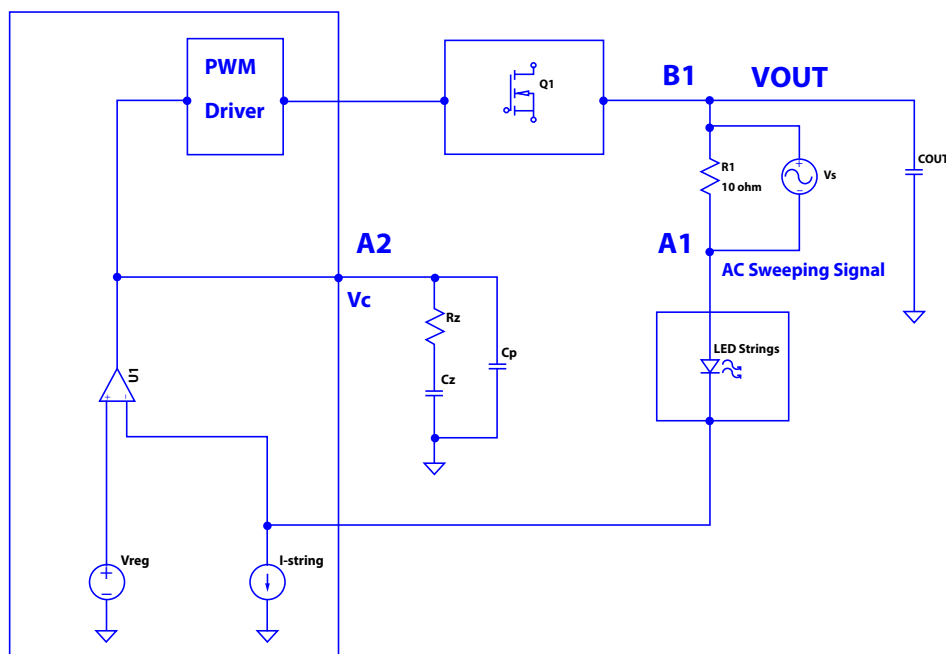 PWM
Driver
Q1
B1
VOUT
R1
10 ohm
+
−
Vs
COUT
A2
A1
AC Sweeping Signal
Vc
Rz
Cp
Cz
LED Strings
U1
+
−
Vreg
+
−
I-string